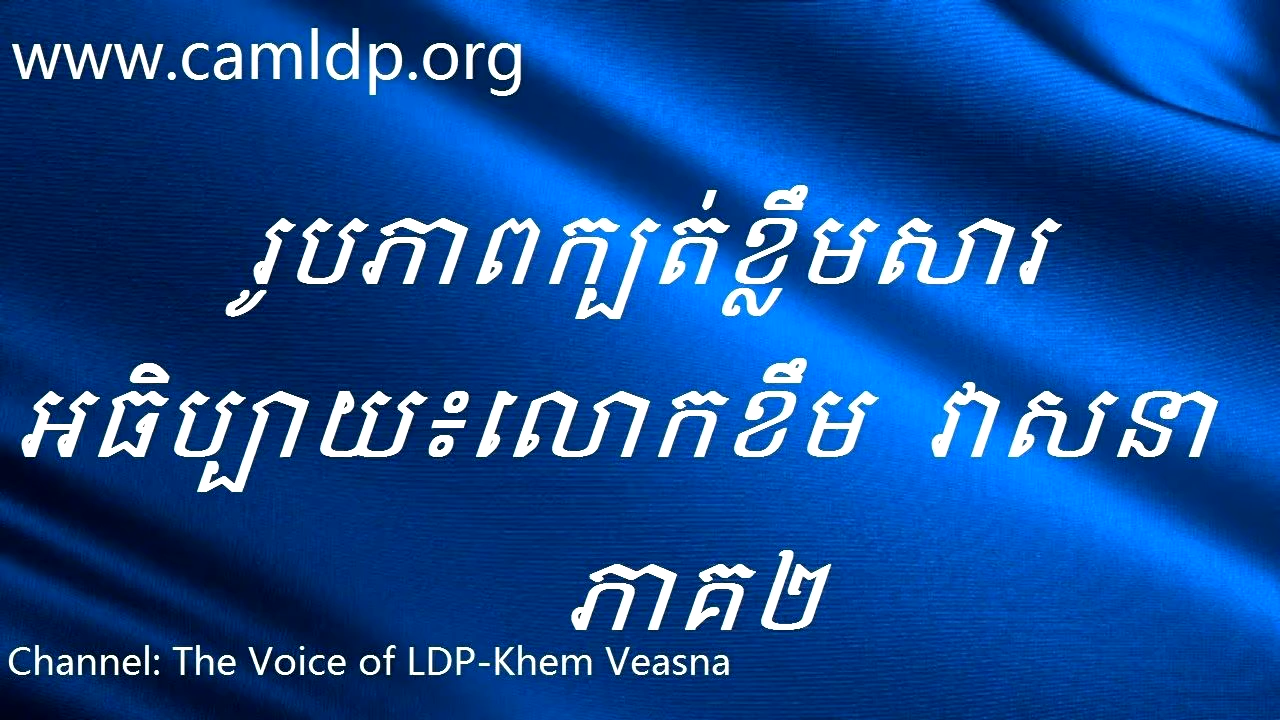 www.camldp.org
រូបភាពក្បត់ខ្លឹមសារ
អធិប្បាយ៖លោកខឹម វាសនា
ភាគ២
Channel: The Voice of LDP-Khem Veasna